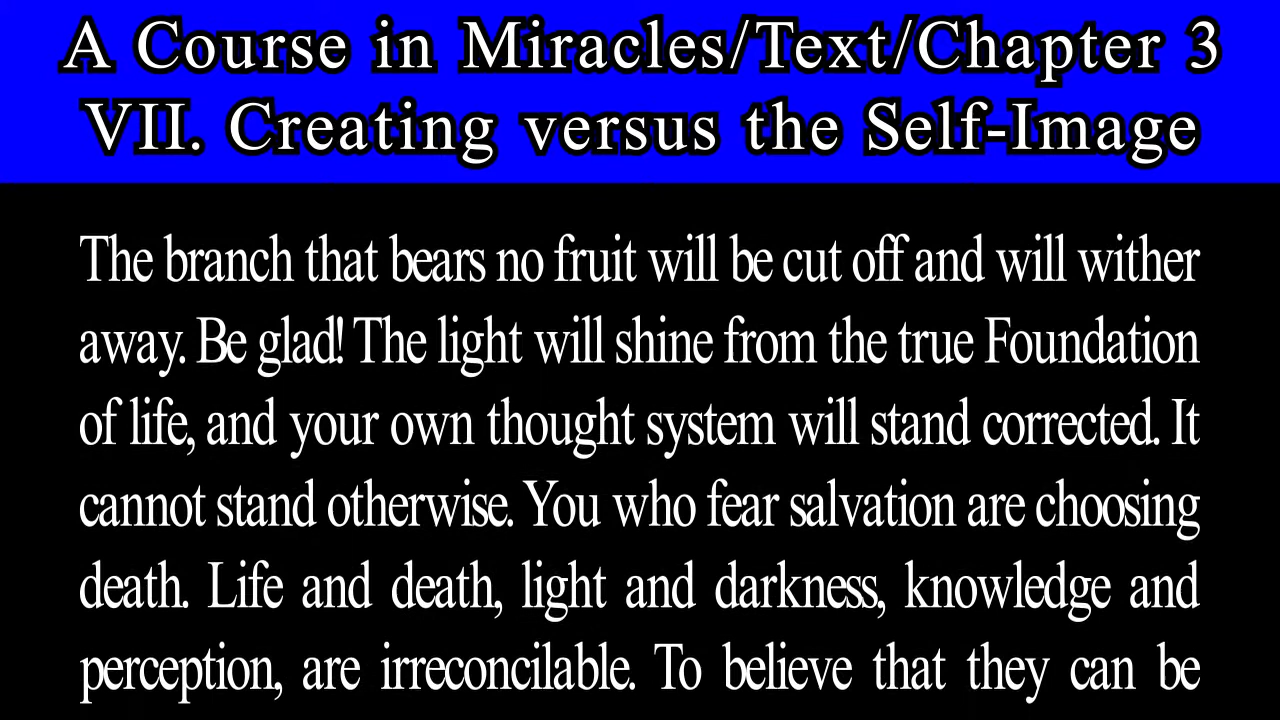 A Course in Miracles/Text/Chapter 3
VII. Creating versus the Self-Image
The branch that bears no fruit will be cut off and will wither
away. Be glad! The light will shine from the true Foundation
of life, and your own thought system will stand corrected. It
cannot stand otherwise. You who fear salvation are choosing
death. Life and death, light and darkness, knowledge and
perception, are irreconcilable. To believe that they can be